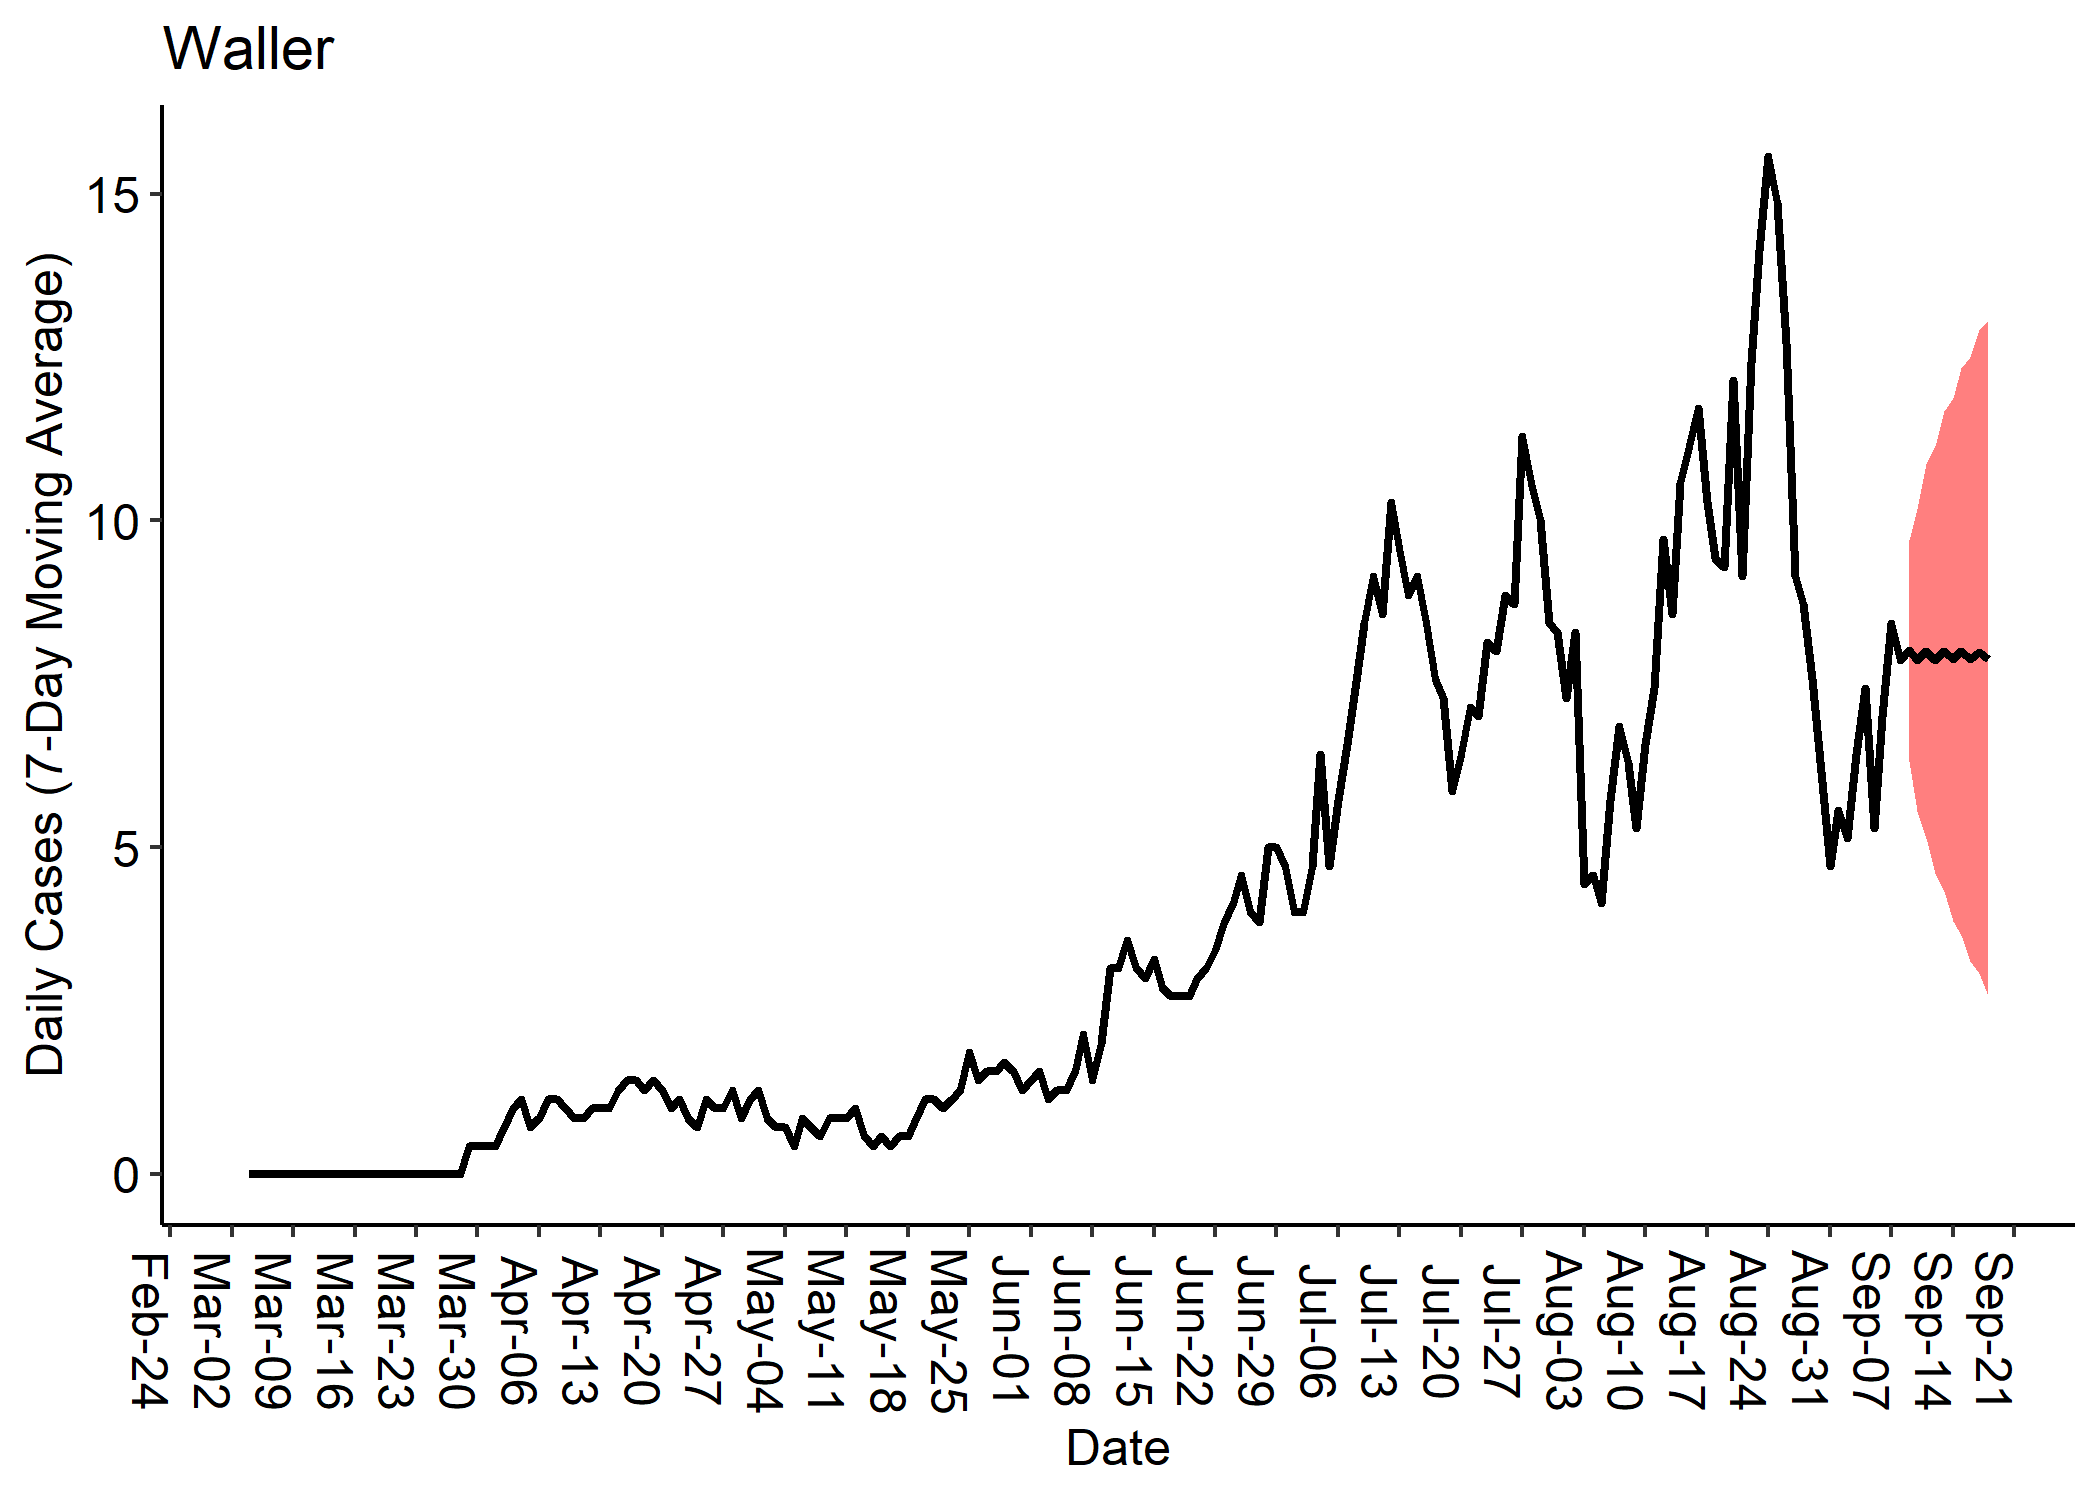 Waller
Daily Cases (7-Day Moving Average)
15
10
5
0
Feb-24
Mar-02
Mar-09
Mar-16
Mar-23
Mar-30
Apr-06
Apr-13
Apr-20
Apr-27
May-04
May-11
May-18
May-25
Jun-01
Jun-08
Jun-15
Jun-22
Jun-29
Jul-06
Jul-13
Jul-20
Jul-27
Aug-03
Aug-10
Aug-17
Aug-24
Aug-31
Sep-07
Sep-14
Sep-21
Date